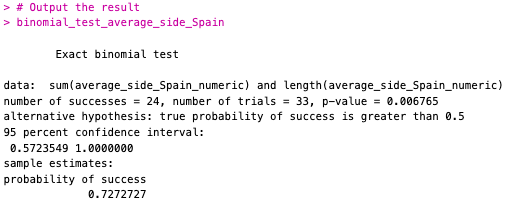 > # Output the result
> binomial_test_average_side_Spain
Exact binomial test
data:  sum(average_side_Spain_numeric) and length(average_side_Spain_numeric)
number of successes = 24, number of trials = 33, p-value = 0.006765
alternative hypothesis: true probability of success is greater than 0.5
95 percent confidence interval:
 0.5723549 1.0000000
sample estimates:
probability of success
0.7272727